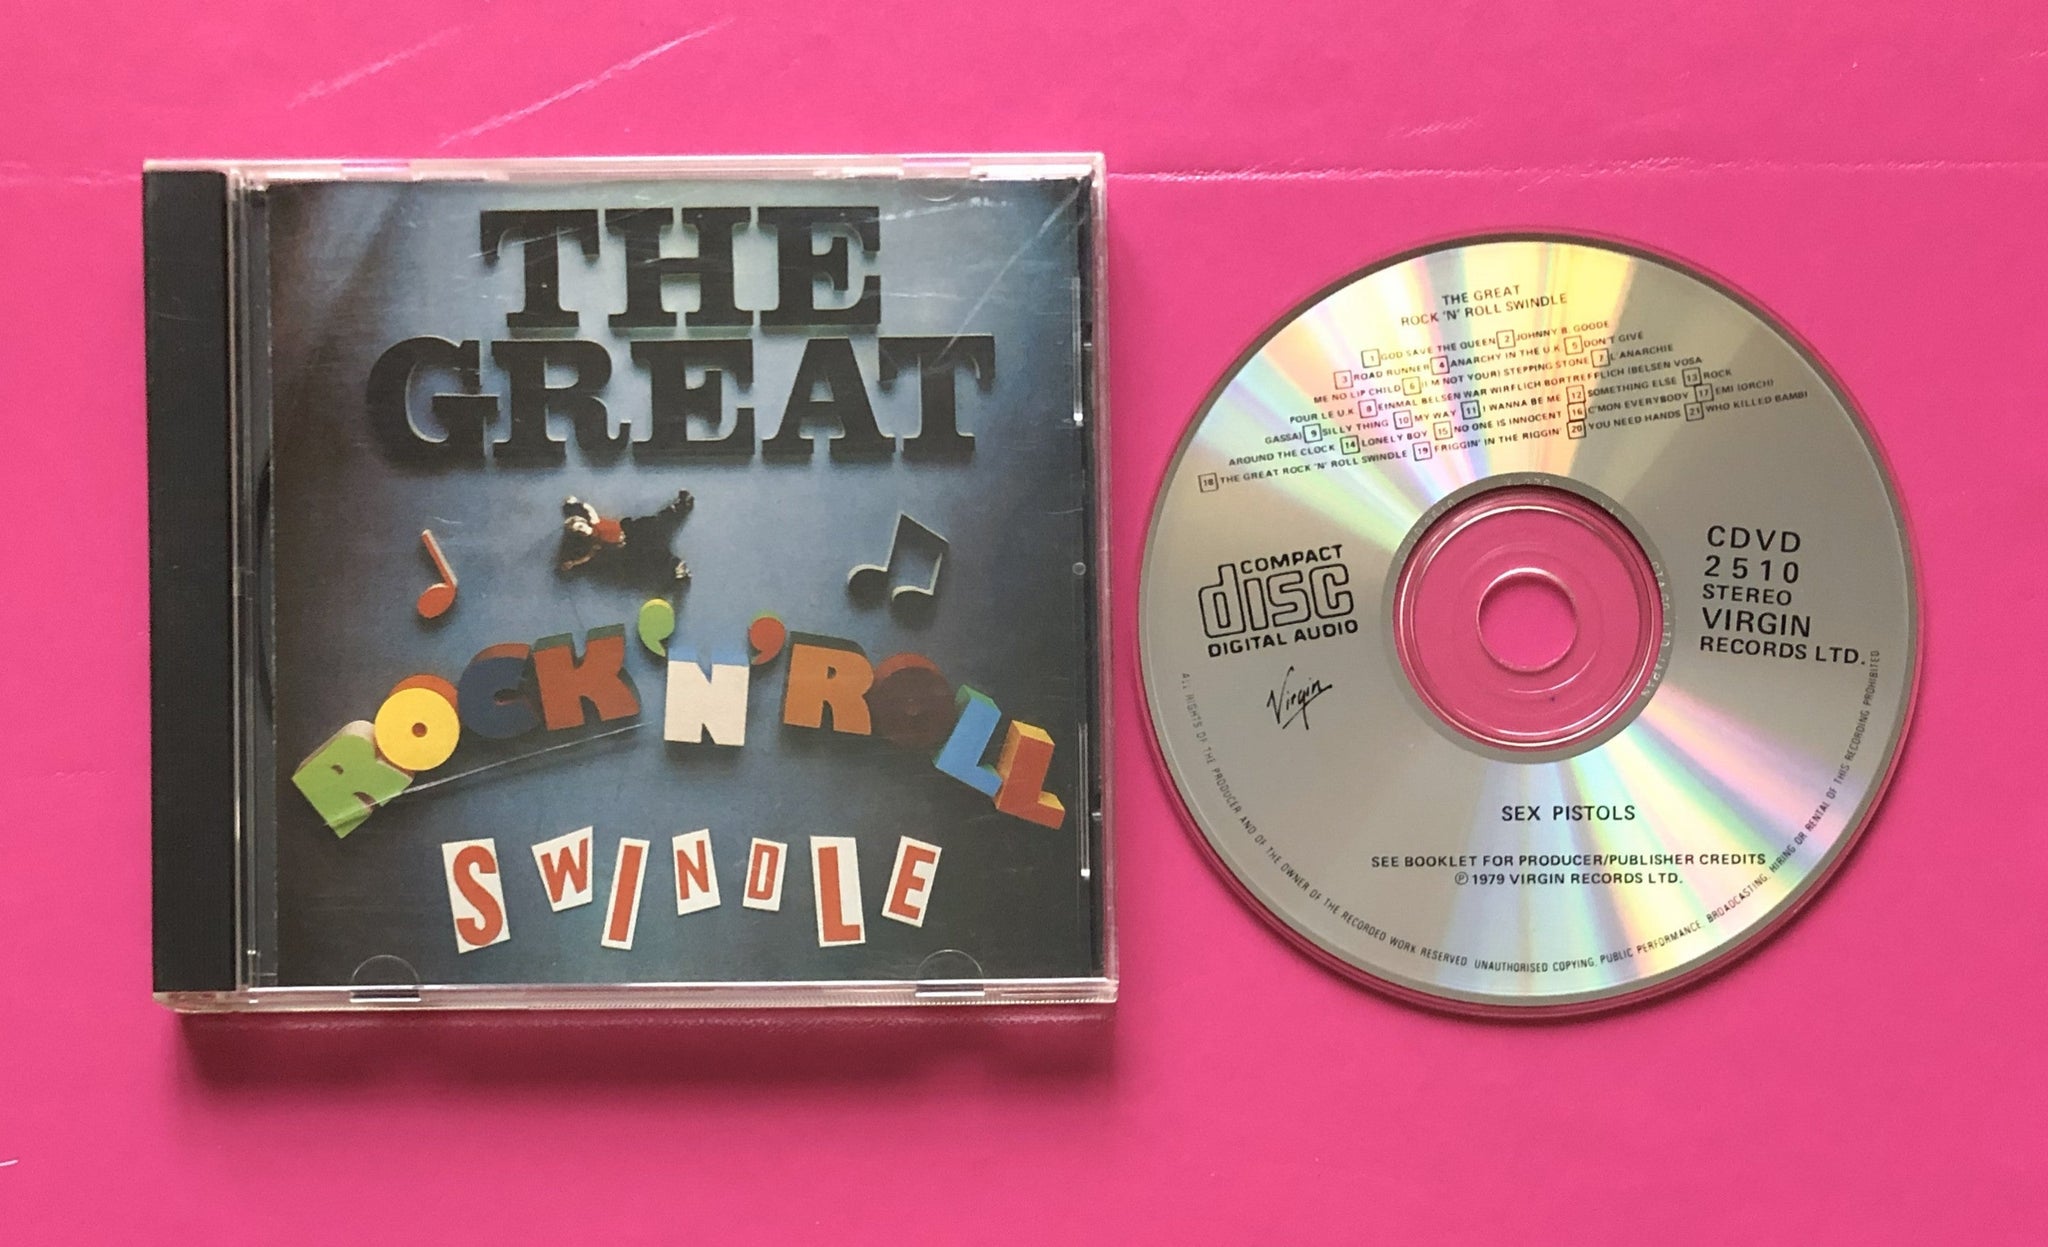 THE
GREAT
ROCK 'N' ROLL
SWINDLE
THE GREAT
ROCK 'N' ROLL SWINDLE
1 GOD SAVE THE QUEEN 2 JOHNNY B. GOODE
3 ROAD RUNNER 4 ANARCHY IN THE U.K 5 DON'T GIVE
ME NO LIP CHILD 6 (I'M NOT YOUR) STEPPING STONE 7 L'ANARCHIE
POUR LE U.K 8 EINMAL BELSEN WAR WIRFLICH BORTREFFLICH (BELSEN VOSA
GASSA) 9 SILLY THING 10 MY WAY 11 I WANNA BE ME 12 SOMETHING ELSE 13 ROCK
AROUND THE CLOCK 14 LONELY BOY 15 NO ONE IS INNOCENT 16 C'MON EVERYBODY 17 EMI (ORCH)
18 THE GREAT ROCK 'N' ROLL SWINDLE 19 FRIGGIN' IN THE RIGGIN' 20 YOU NEED HANDS 21 WHO KILLED BAMBI
COMPACT
disc
DIGITAL AUDIO
Virgin
CDVD
2510
STEREO
VIRGIN
RECORDS LTD.
SEX PISTOLS
SEE BOOKLET FOR PRODUCER/PUBLISHER CREDITS
℗ 1979 VIRGIN RECORDS LTD.
ALL RIGHTS OF THE PRODUCER AND OF THE OWNER OF THE RECORDED WORK RESERVED. UNAUTHORISED COPYING, PUBLIC PERFORMANCE, BROADCASTING, HIRING OR RENTAL OF THIS RECORDING PROHIBITED